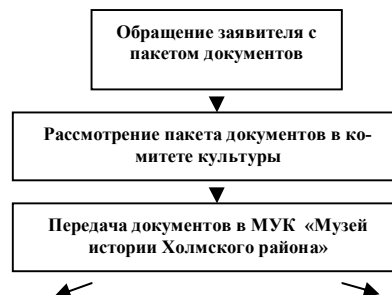 Обращение заявителя с
пакетом документов
Рассмотрение пакета документов в ко-
митете культуры
Передача документов в МУК «Музей
истории Холмского района»